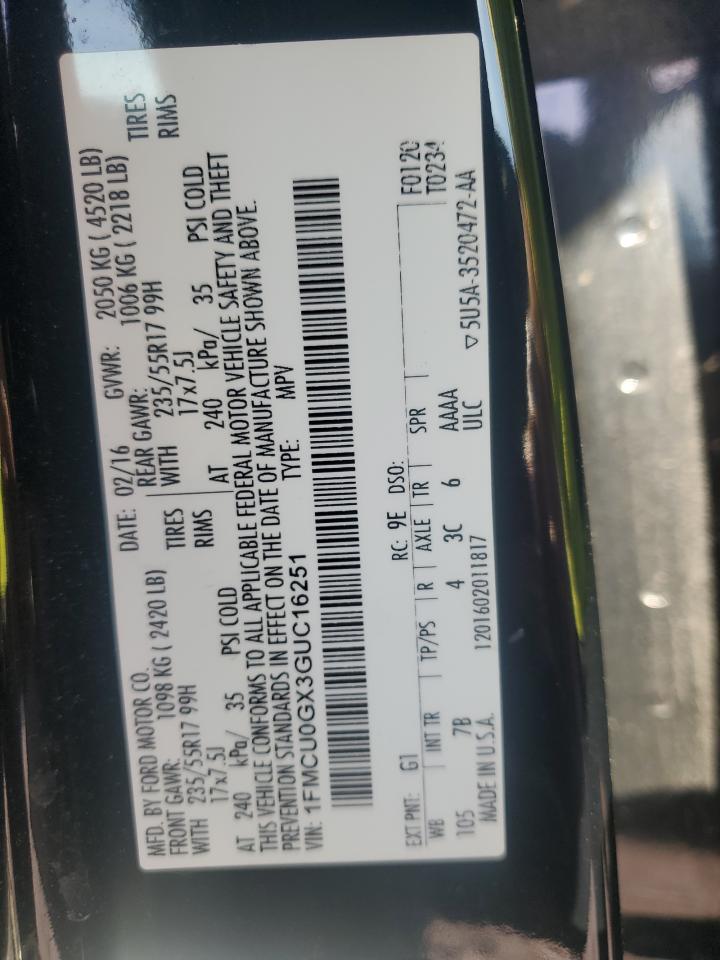 MFD. BY FORD MOTOR CO.
DATE: 02/16 GVWR: 2050 KG ( 4520 LB)
FRONT GAWR: 1098 KG ( 2420 LB) REAR GAWR: 1006 KG ( 2218 LB)
WITH 235/55R17 99H TIRES WITH 235/55R17 99H TIRES
17x7.5J RIMS 17x7.5J RIMS
AT 240 kPa/ 35 PSI COLD AT 240 kPa/ 35 PSI COLD
THIS VEHICLE CONFORMS TO ALL APPLICABLE FEDERAL MOTOR VEHICLE SAFETY AND THEFT
PREVENTION STANDARDS IN EFFECT ON THE DATE OF MANUFACTURE SHOWN ABOVE.
VIN: 1FMCU0GX3GUC16251 TYPE: MPV
EXT PNT: G1 RC: 9E DSO: F0120
WB INT TR TP/PS R AXLE TR SPR T0234
105 7B 4 3C 6 AAAA
MADE IN U.S.A. 1201602011817 ULC ▽5U5A-3520472-AA